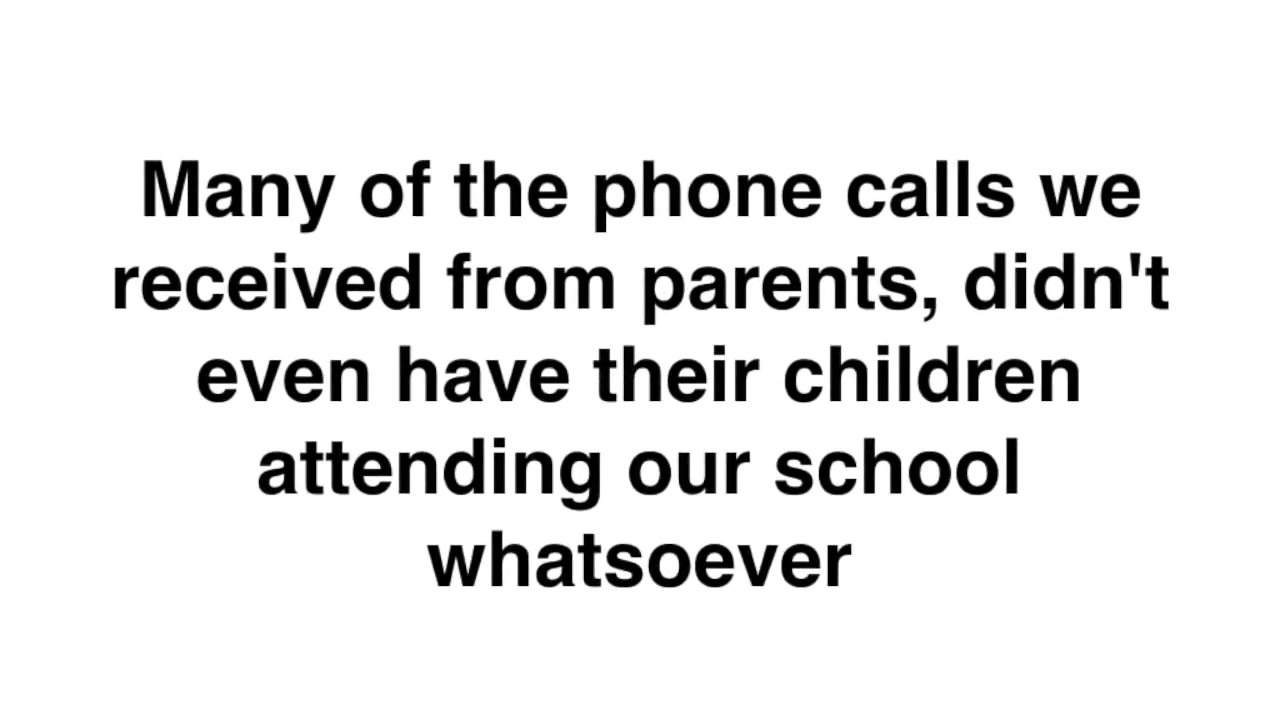 Many of the phone calls we
received from parents, didn't
even have their children
attending our school
whatsoever